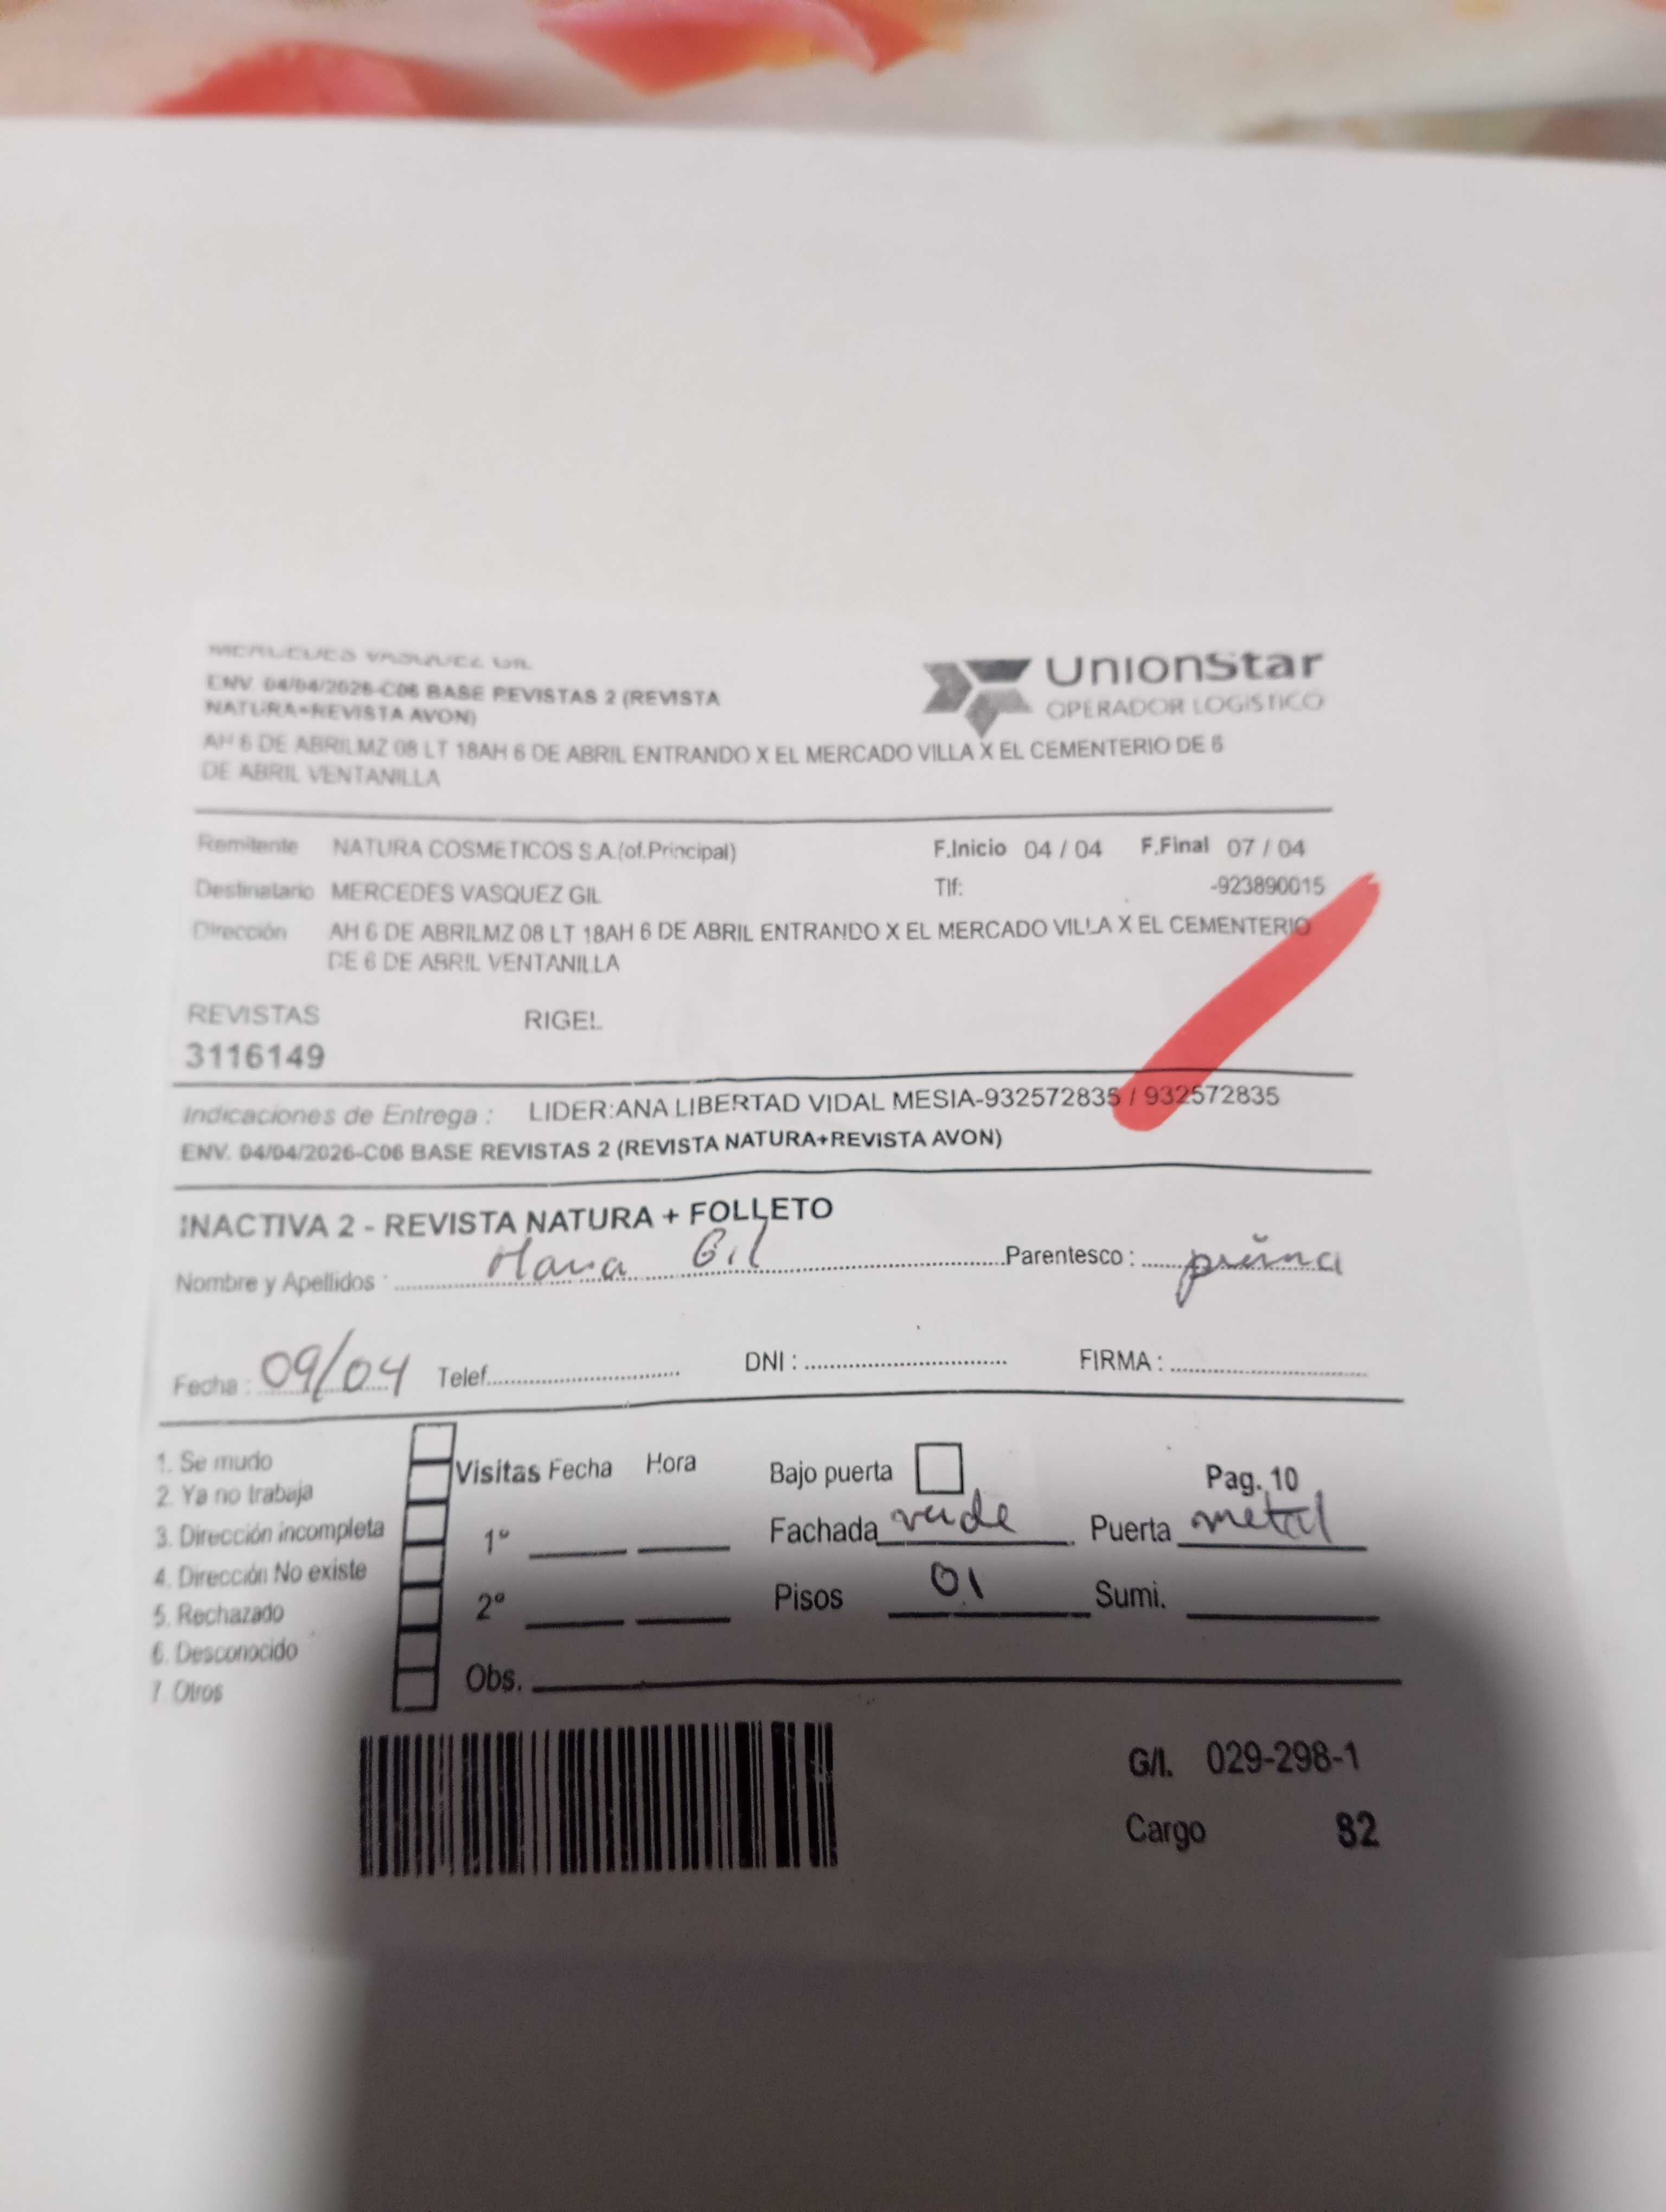 MERCEDES VASQUEZ GIL
UnionStar
OPERADOR LOGISTICO
ENV. 04/04/2026-C06 BASE REVISTAS 2 (REVISTA
NATURA+REVISTA AVON)
AH 6 DE ABRILMZ 08 LT 18AH 6 DE ABRIL ENTRANDO X EL MERCADO VILLA X EL CEMENTERIO DE 6
DE ABRIL VENTANILLA
Remitente NATURA COSMETICOS S.A.(of.Principal) F.Inicio 04 / 04 F.Final 07 / 04
Destinatario MERCEDES VASQUEZ GIL Tlf: -923890015
Dirección AH 6 DE ABRILMZ 08 LT 18AH 6 DE ABRIL ENTRANDO X EL MERCADO VILLA X EL CEMENTERIO
DE 6 DE ABRIL VENTANILLA
REVISTAS RIGEL
3116149
Indicaciones de Entrega : LIDER:ANA LIBERTAD VIDAL MESIA-932572835 / 932572835
ENV. 04/04/2026-C06 BASE REVISTAS 2 (REVISTA NATURA+REVISTA AVON)
INACTIVA 2 - REVISTA NATURA + FOLLETO
Nombre y Apellidos : Maria Gil Parentesco : prima
Fecha : 09/04 Telef. DNI : FIRMA :
1. Se mudo
2. Ya no trabaja
3. Dirección incompleta
4. Dirección No existe
5. Rechazado
6. Desconocido
7. Otros
Visitas Fecha Hora Bajo puerta Pag. 10
1º Fachada verde Puerta metal
2º Pisos 01 Sumi.
Obs.
G/I. 029-298-1
Cargo 82